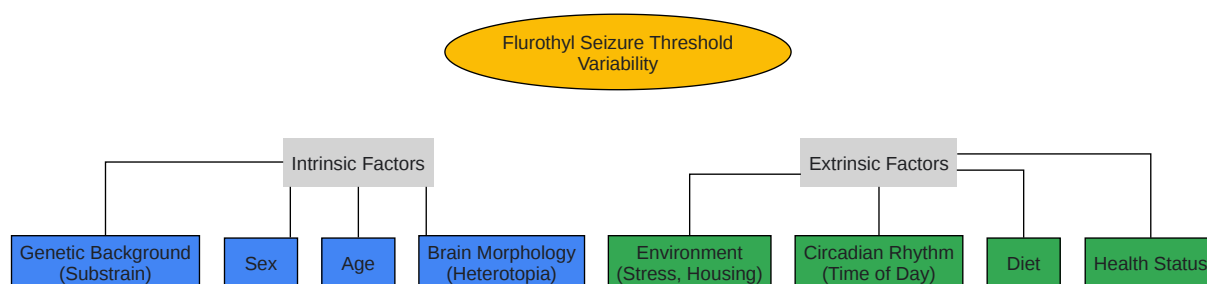 Flurothyl Seizure Threshold
Variability
Intrinsic Factors
Extrinsic Factors
Genetic Background
(Substrain)
Sex
Age
Brain Morphology
(Heterotopia)
Environment
(Stress, Housing)
Circadian Rhythm
(Time of Day)
Diet
Health Status